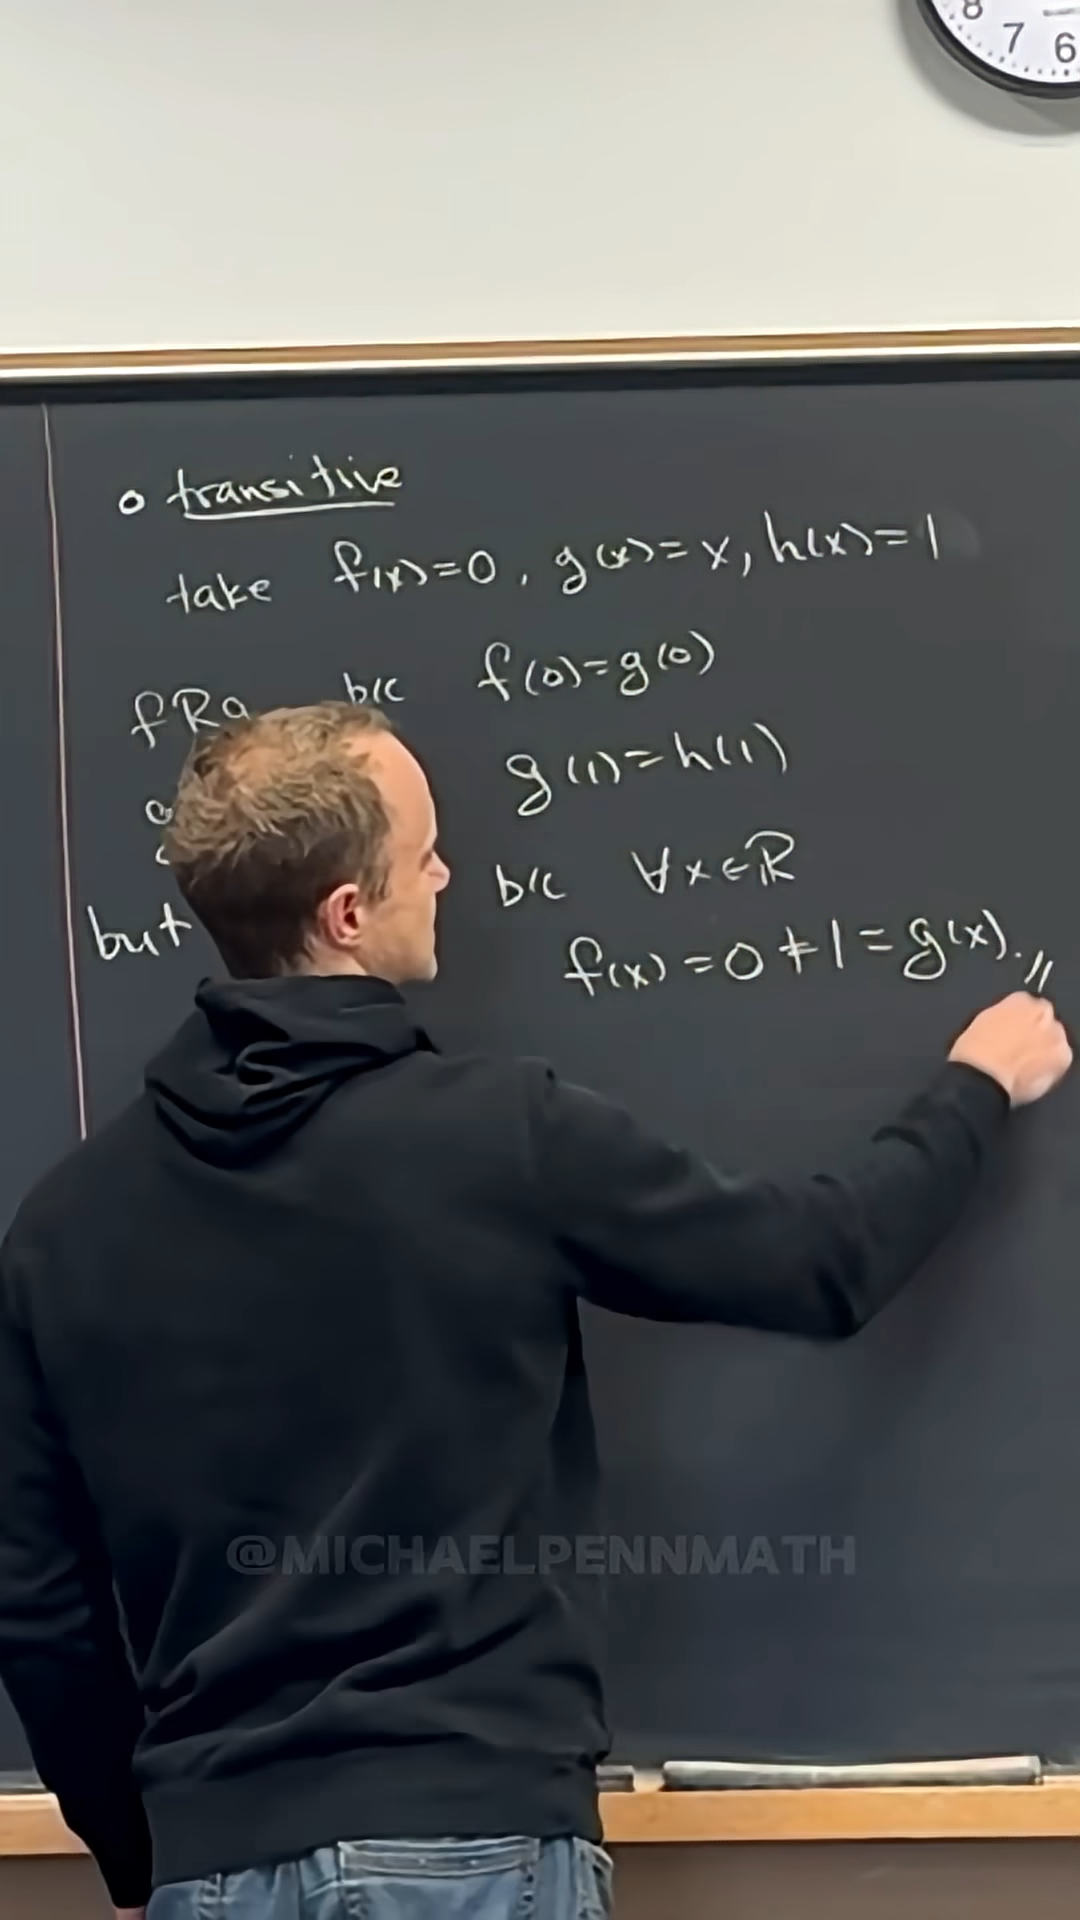 8
7 6
o transitive
take f(x)=0, g(x)=x, h(x)=1
fRg b/c f(0)=g(0)
g(1)=h(1)
but b/c ∀x∈ℝ
f(x)=0≠1=g(x). //
@MICHAELPENNMATH